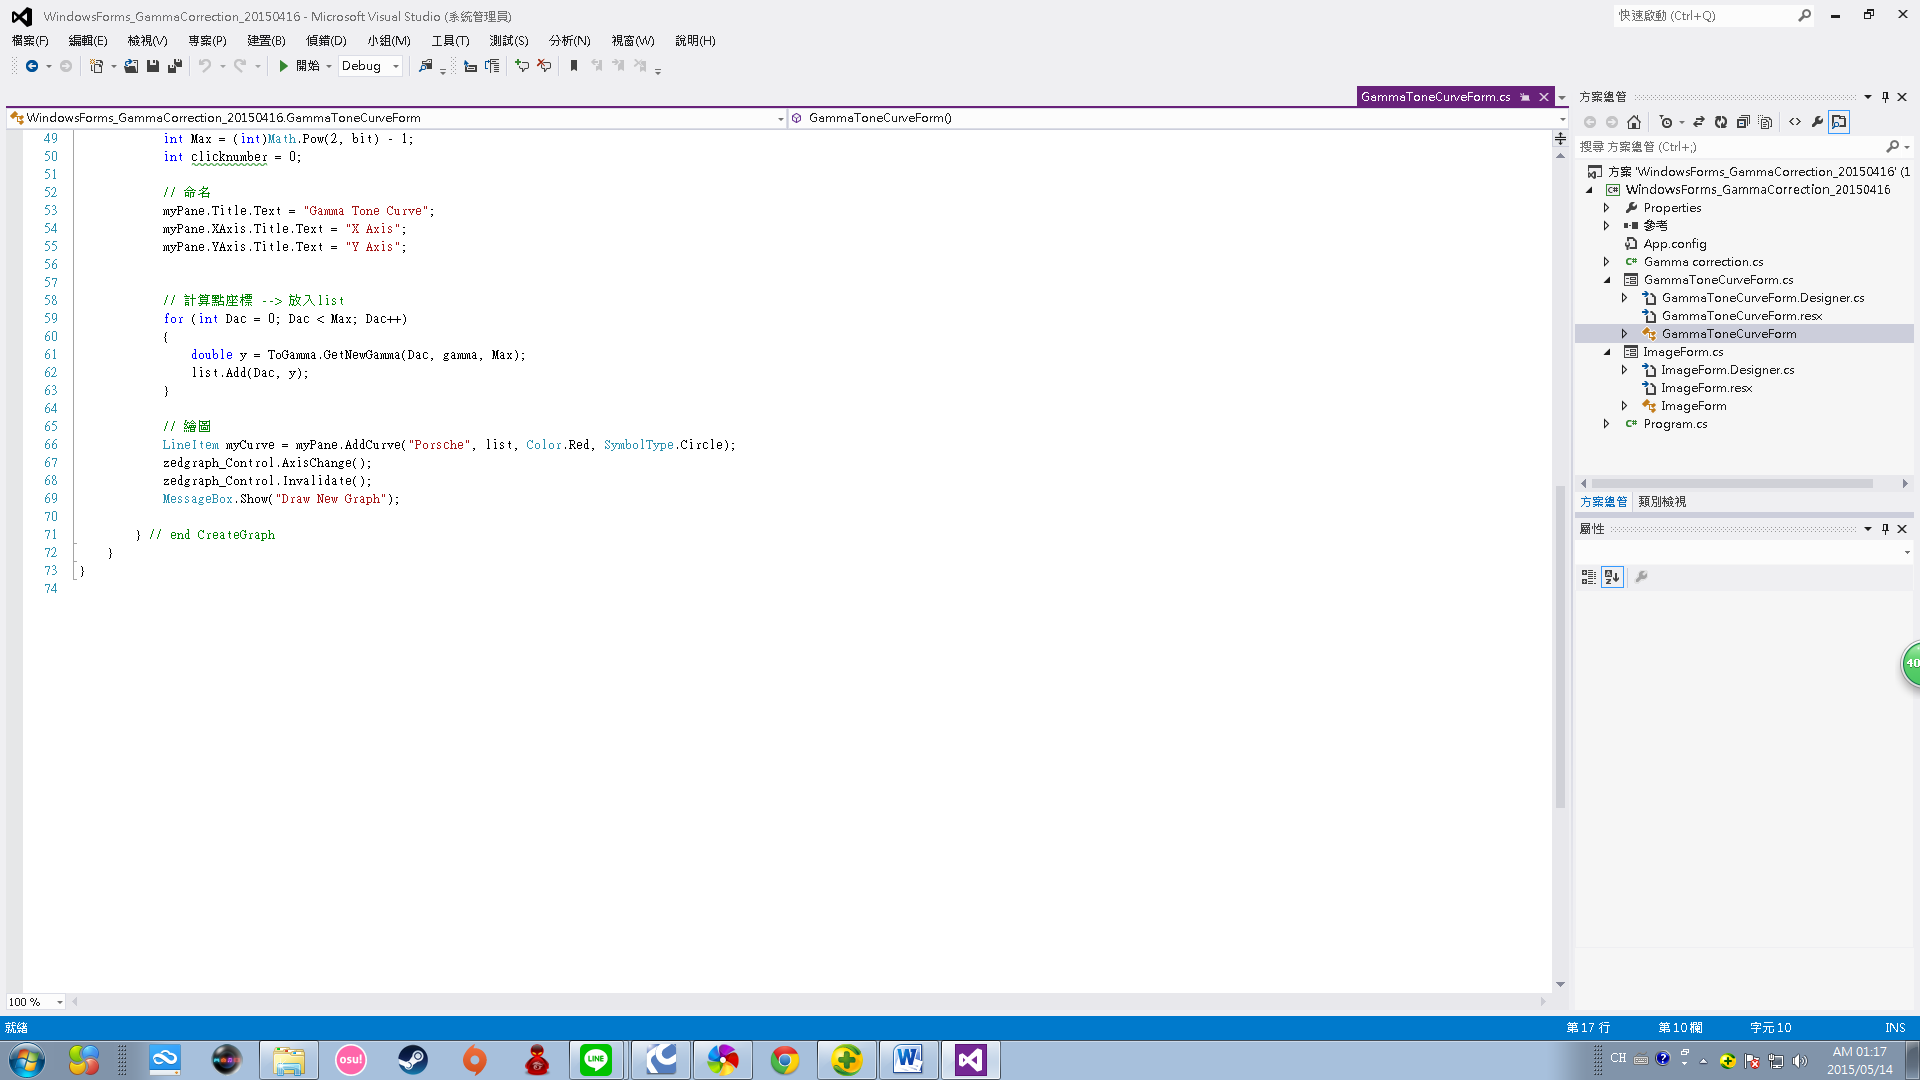 WindowsForms_GammaCorrection_20150416 - Microsoft Visual Studio (系統管理員)
快速啟動 (Ctrl+Q)
檔案(F) 編輯(E) 檢視(V) 專案(P) 建置(B) 偵錯(D) 小組(M) 工具(T) 測試(S) 分析(N) 視窗(W) 說明(H)
開始 Debug
GammaToneCurveForm.cs
WindowsForms_GammaCorrection_20150416.GammaToneCurveForm GammaToneCurveForm()
49 int Max = (int)Math.Pow(2, bit) - 1;
50 int clicknumber = 0;
51
52 // 命名
53 myPane.Title.Text = "Gamma Tone Curve";
54 myPane.XAxis.Title.Text = "X Axis";
55 myPane.YAxis.Title.Text = "Y Axis";
56
57
58 // 計算點座標 --> 放入list
59 for (int Dac = 0; Dac < Max; Dac++)
60 {
61 double y = ToGamma.GetNewGamma(Dac, gamma, Max);
62 list.Add(Dac, y);
63 }
64
65 // 繪圖
66 LineItem myCurve = myPane.AddCurve("Porsche", list, Color.Red, SymbolType.Circle);
67 zedgraph_Control.AxisChange();
68 zedgraph_Control.Invalidate();
69 MessageBox.Show("Draw New Graph");
70
71 } // end CreateGraph
72 }
73 }
74
100 %
方案總管
搜尋 方案總管 (Ctrl+;)
方案 'WindowsForms_GammaCorrection_20150416' (1
WindowsForms_GammaCorrection_20150416
Properties
參考
App.config
Gamma correction.cs
GammaToneCurveForm.cs
GammaToneCurveForm.Designer.cs
GammaToneCurveForm.resx
GammaToneCurveForm
ImageForm.cs
ImageForm.Designer.cs
ImageForm.resx
ImageForm
Program.cs
方案總管 類別檢視
屬性
40
就緒 第 17 行 第 10 欄 字元 10 INS
osu!
LINE
CH
AM 01:17
2015/05/14